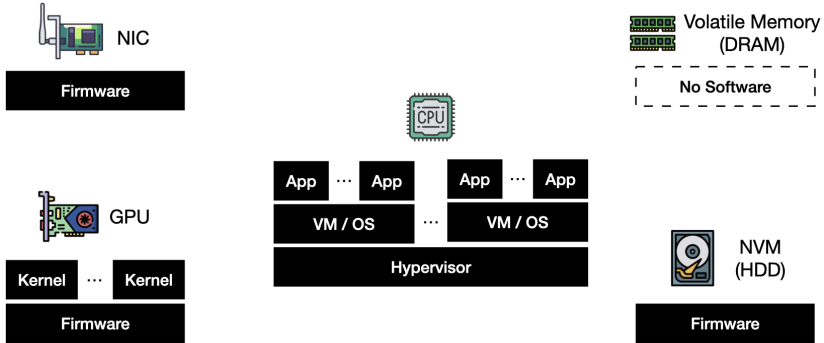 NIC
Firmware
Volatile Memory
(DRAM)
No Software
CPU
App ... App
App ... App
VM / OS ... VM / OS
Hypervisor
GPU
Kernel ... Kernel
Firmware
NVM
(HDD)
Firmware